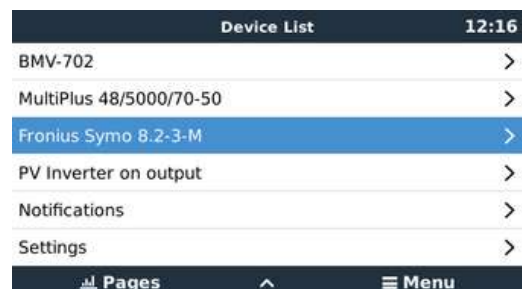 Device List 12:16
BMV-702
MultiPlus 48/5000/70-50
Fronius Symo 8.2-3-M
PV Inverter on output
Notifications
Settings
Pages Menu